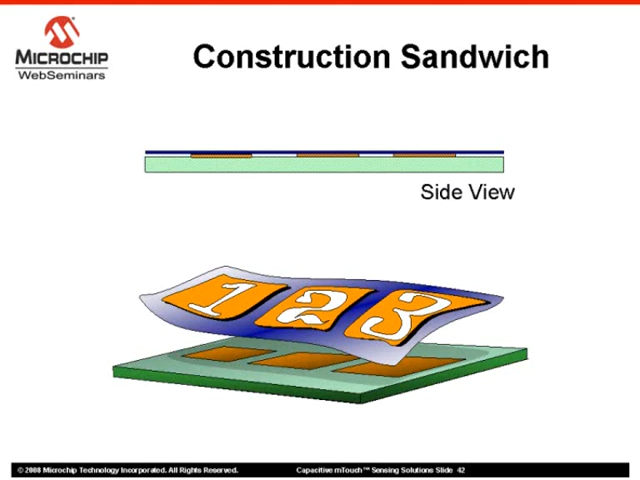 MICROCHIP
WebSeminars
Construction Sandwich
Side View
1 2 3
© 2008 Microchip Technology Incorporated. All Rights Reserved. Capacitive mTouch™ Sensing Solutions Slide 42